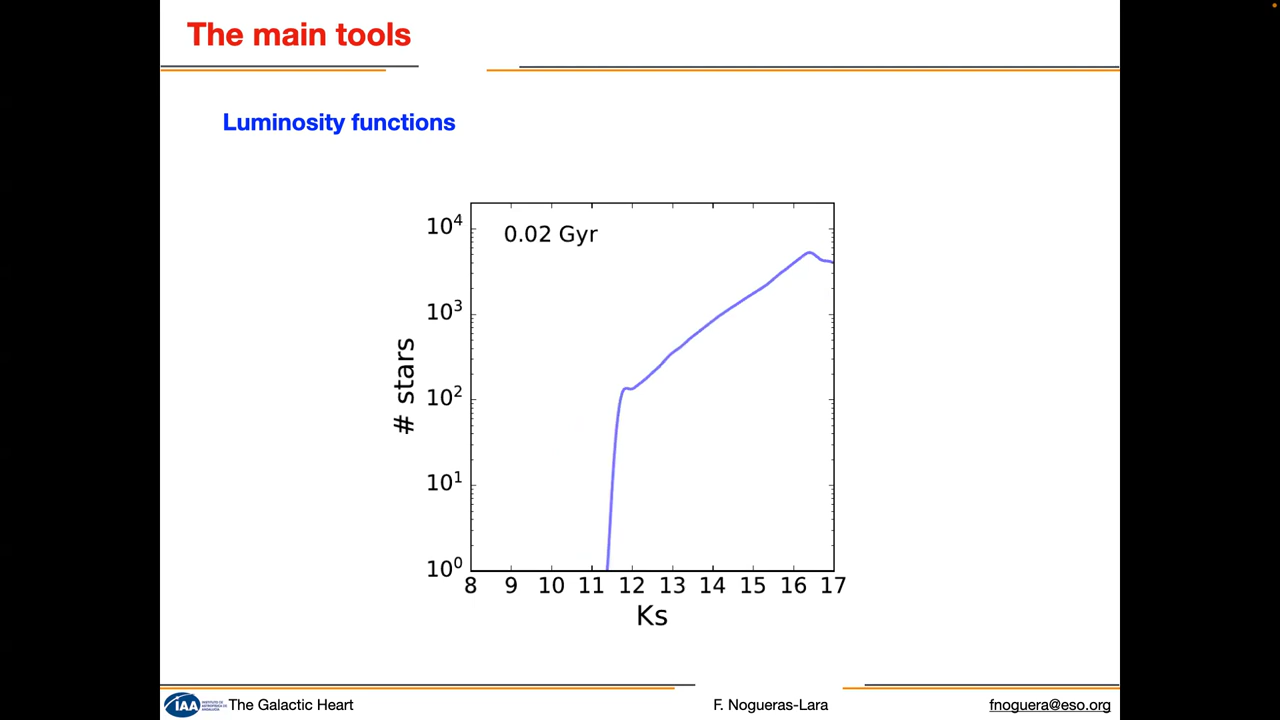 The main tools
Luminosity functions
0.02 Gyr
10⁴
10³
10²
10¹
10⁰
# stars
8 9 10 11 12 13 14 15 16 17
Ks
IAA
The Galactic Heart
F. Nogueras-Lara
fnoguera@eso.org